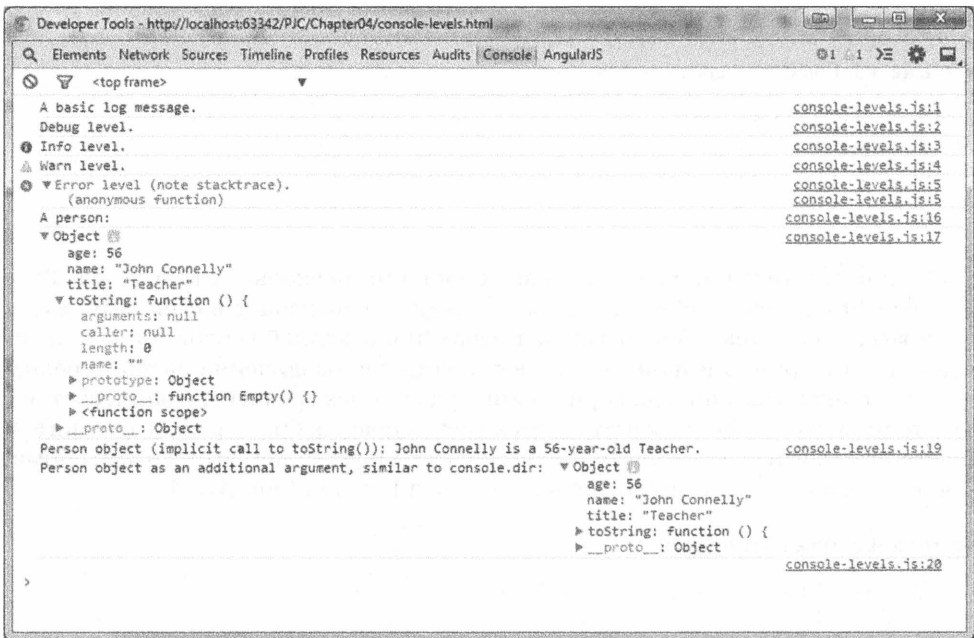 Developer Tools - http://localhost:63342/PJC/Chapter04/console-levels.html
Elements Network Sources Timeline Profiles Resources Audits Console AngularJS 1 1
<top frame> ▼
A basic log message. console-levels.js:1
Debug level. console-levels.js:2
Info level. console-levels.js:3
Warn level. console-levels.js:4
▼Error level (note stacktrace). console-levels.js:5
(anonymous function) console-levels.js:5
A person: console-levels.js:16
▼Object console-levels.js:17
age: 56
name: "John Connelly"
title: "Teacher"
▼toString: function () {
arguments: null
caller: null
length: 0
name: ""
▶prototype: Object
▶__proto__: function Empty() {}
▶<function scope>
▶__proto__: Object
Person object (implicit call to toString()): John Connelly is a 56-year-old Teacher. console-levels.js:19
Person object as an additional argument, similar to console.dir: ▼Object
age: 56
name: "John Connelly"
title: "Teacher"
▶toString: function () {
▶__proto__: Object
console-levels.js:20
>